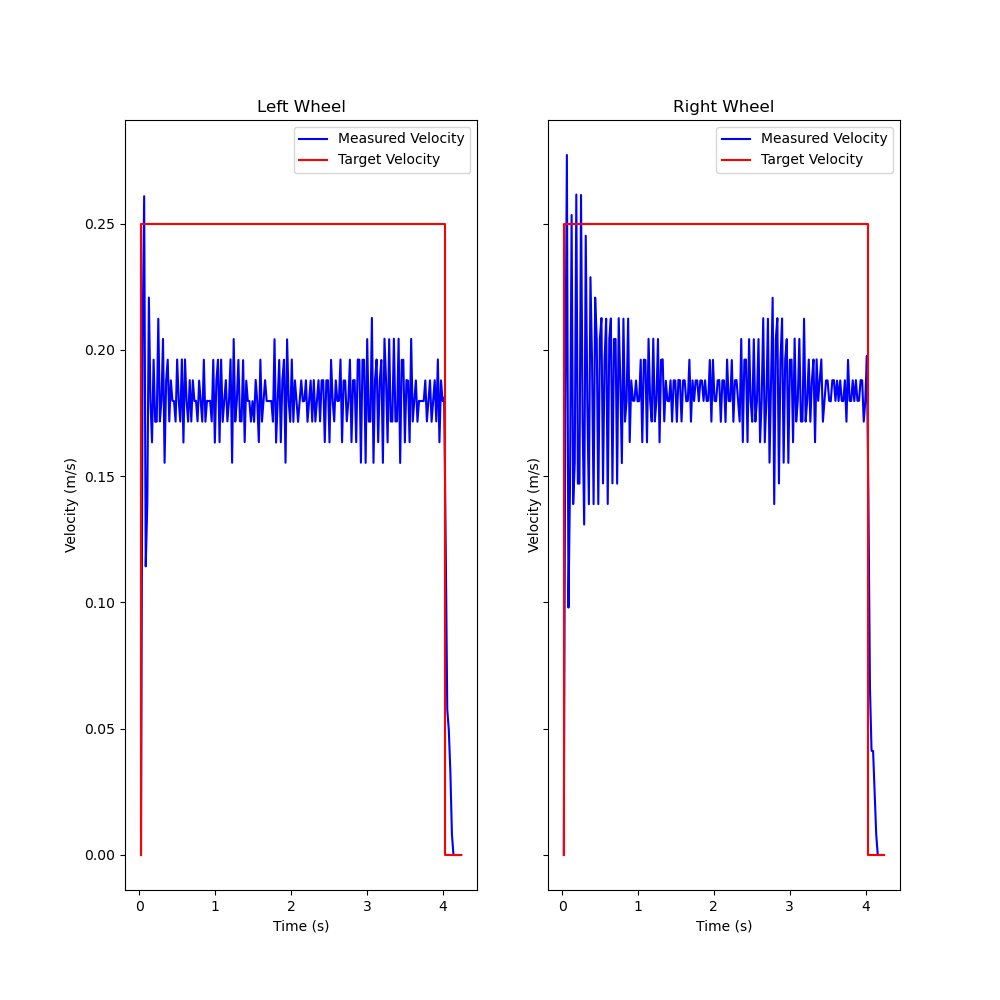 Left Wheel
Measured Velocity
Target Velocity
Velocity (m/s)
0.25
0.20
0.15
0.10
0.05
0.00
0 1 2 3 4
Time (s)
Right Wheel
Measured Velocity
Target Velocity
Velocity (m/s)
0 1 2 3 4
Time (s)